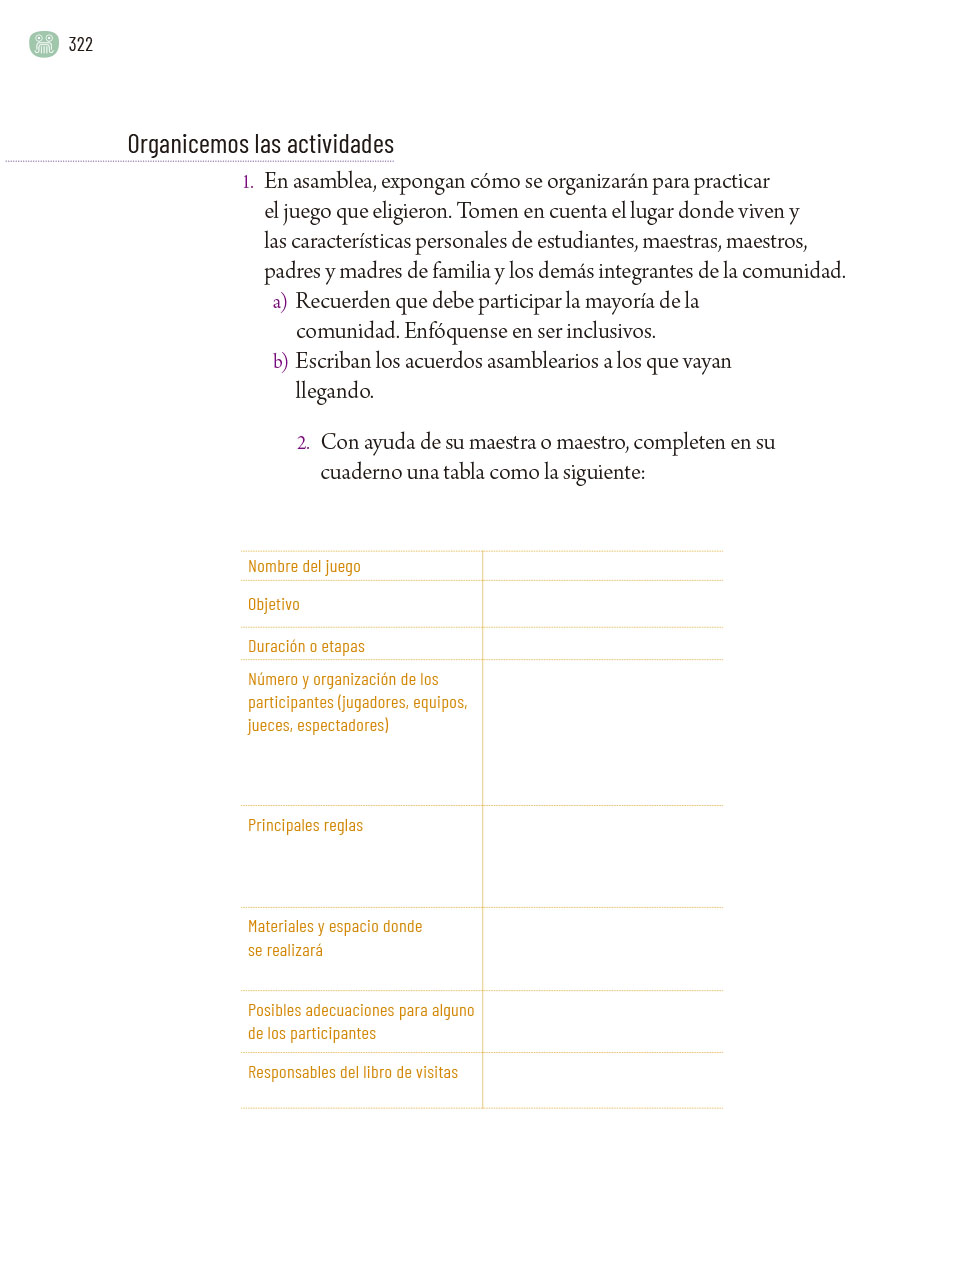 322
Organicemos las actividades
1. En asamblea, expongan cómo se organizarán para practicar
el juego que eligieron. Tomen en cuenta el lugar donde viven y
las características personales de estudiantes, maestras, maestros,
padres y madres de familia y los demás integrantes de la comunidad.
a) Recuerden que debe participar la mayoría de la
comunidad. Enfóquense en ser inclusivos.
b) Escriban los acuerdos asamblearios a los que vayan
llegando.
2. Con ayuda de su maestra o maestro, completen en su
cuaderno una tabla como la siguiente:
Nombre del juego
Objetivo
Duración o etapas
Número y organización de los
participantes (jugadores, equipos,
jueces, espectadores)
Principales reglas
Materiales y espacio donde
se realizará
Posibles adecuaciones para alguno
de los participantes
Responsables del libro de visitas